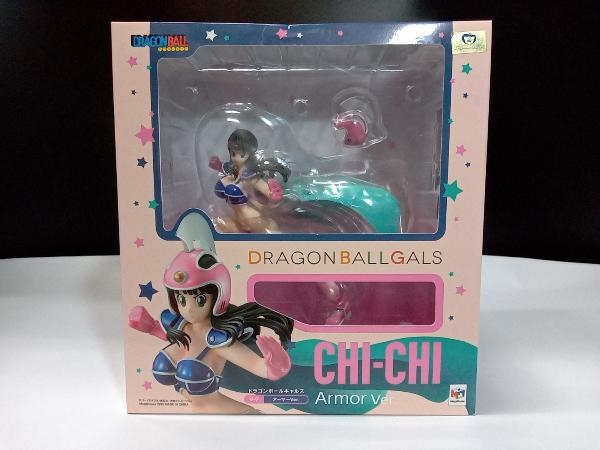 DRAGON BALL
DRAGON BALL GALS
CHI-CHI
Armor Ver.
ドラゴンボールギャルズ
チチ アーマーVer.
MegaHouse